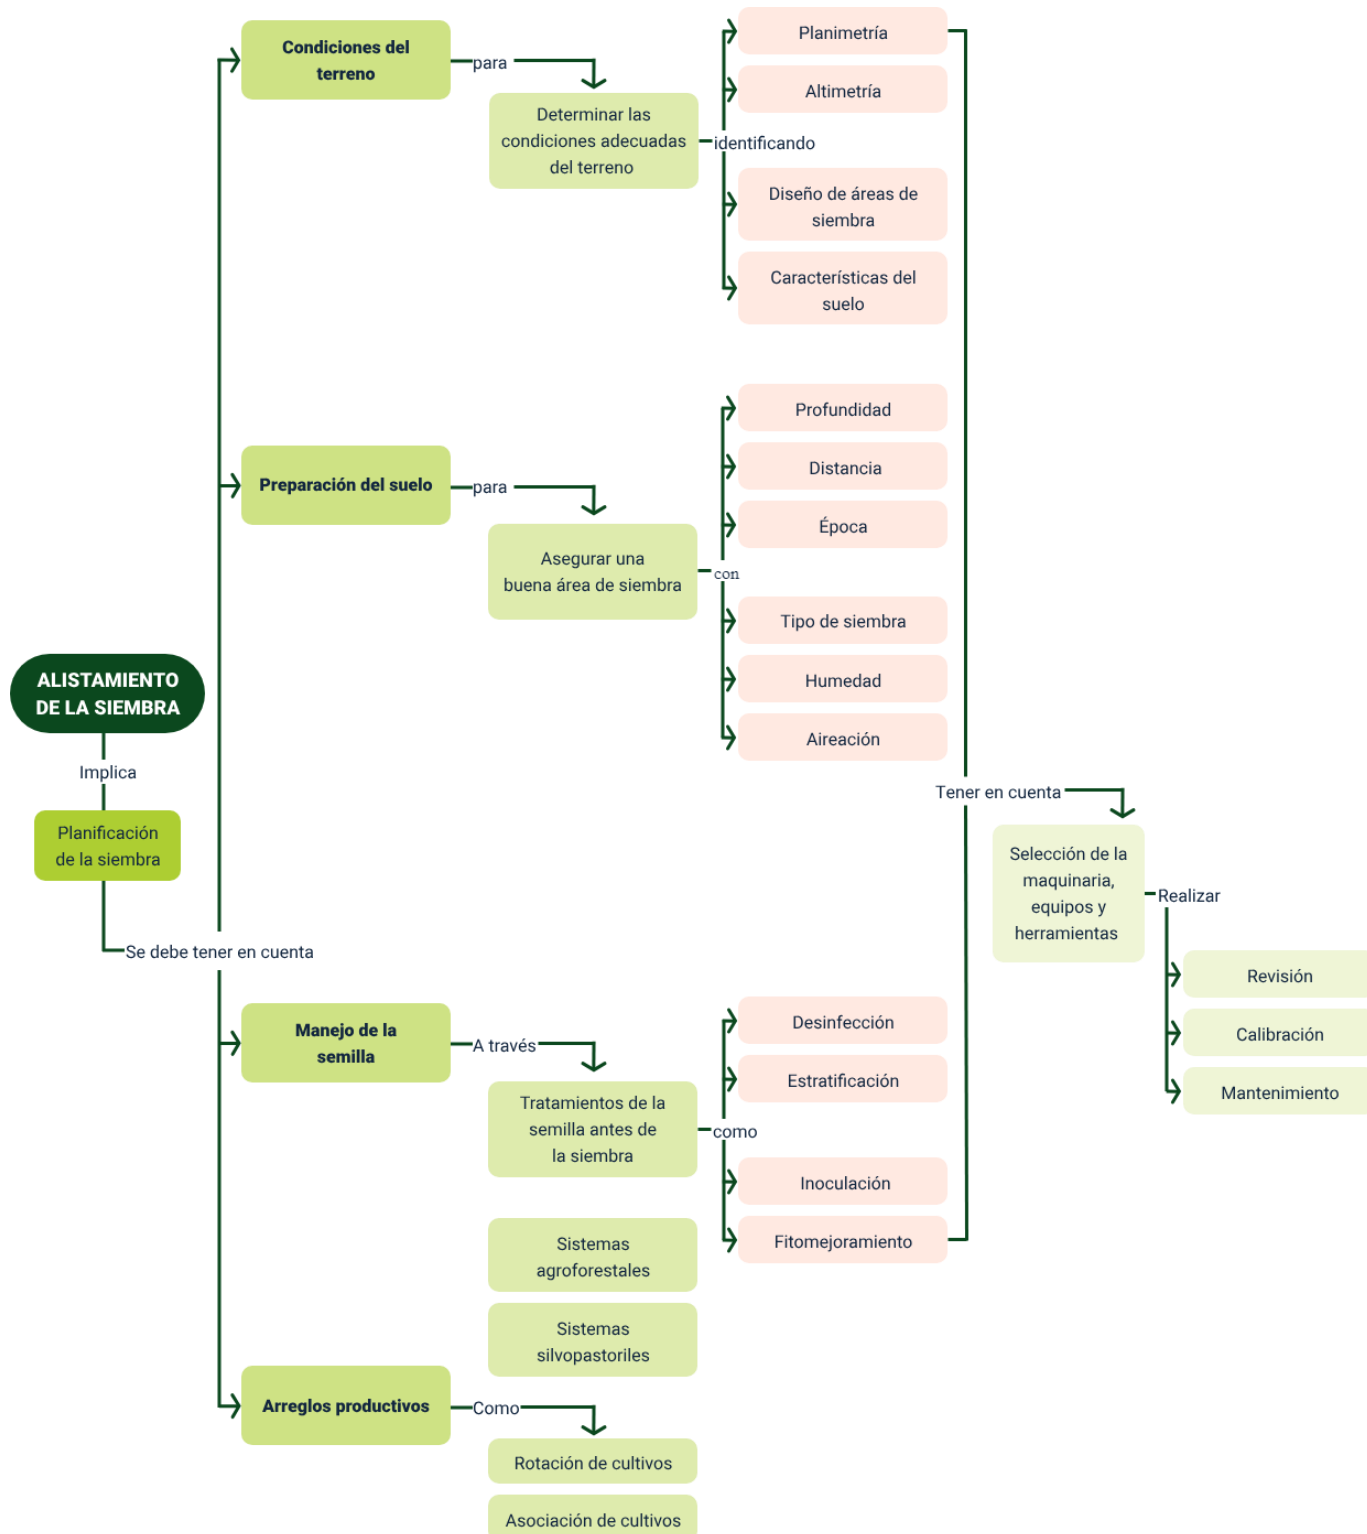 ALISTAMIENTO
DE LA SIEMBRA
Implica
Planificación
de la siembra
Se debe tener en cuenta
Condiciones del
terreno
para
Determinar las
condiciones adecuadas
del terreno
identificando
Planimetría
Altimetría
Diseño de áreas de
siembra
Características del
suelo
Preparación del suelo
para
Asegurar una
buena área de siembra
con
Profundidad
Distancia
Época
Tipo de siembra
Humedad
Aireación
Manejo de la
semilla
A través
Tratamientos de la
semilla antes de
la siembra
como
Desinfección
Estratificación
Inoculación
Fitomejoramiento
Arreglos productivos
Como
Sistemas
agroforestales
Sistemas
silvopastoriles
Rotación de cultivos
Asociación de cultivos
Tener en cuenta
Selección de la
maquinaria,
equipos y
herramientas
Realizar
Revisión
Calibración
Mantenimiento